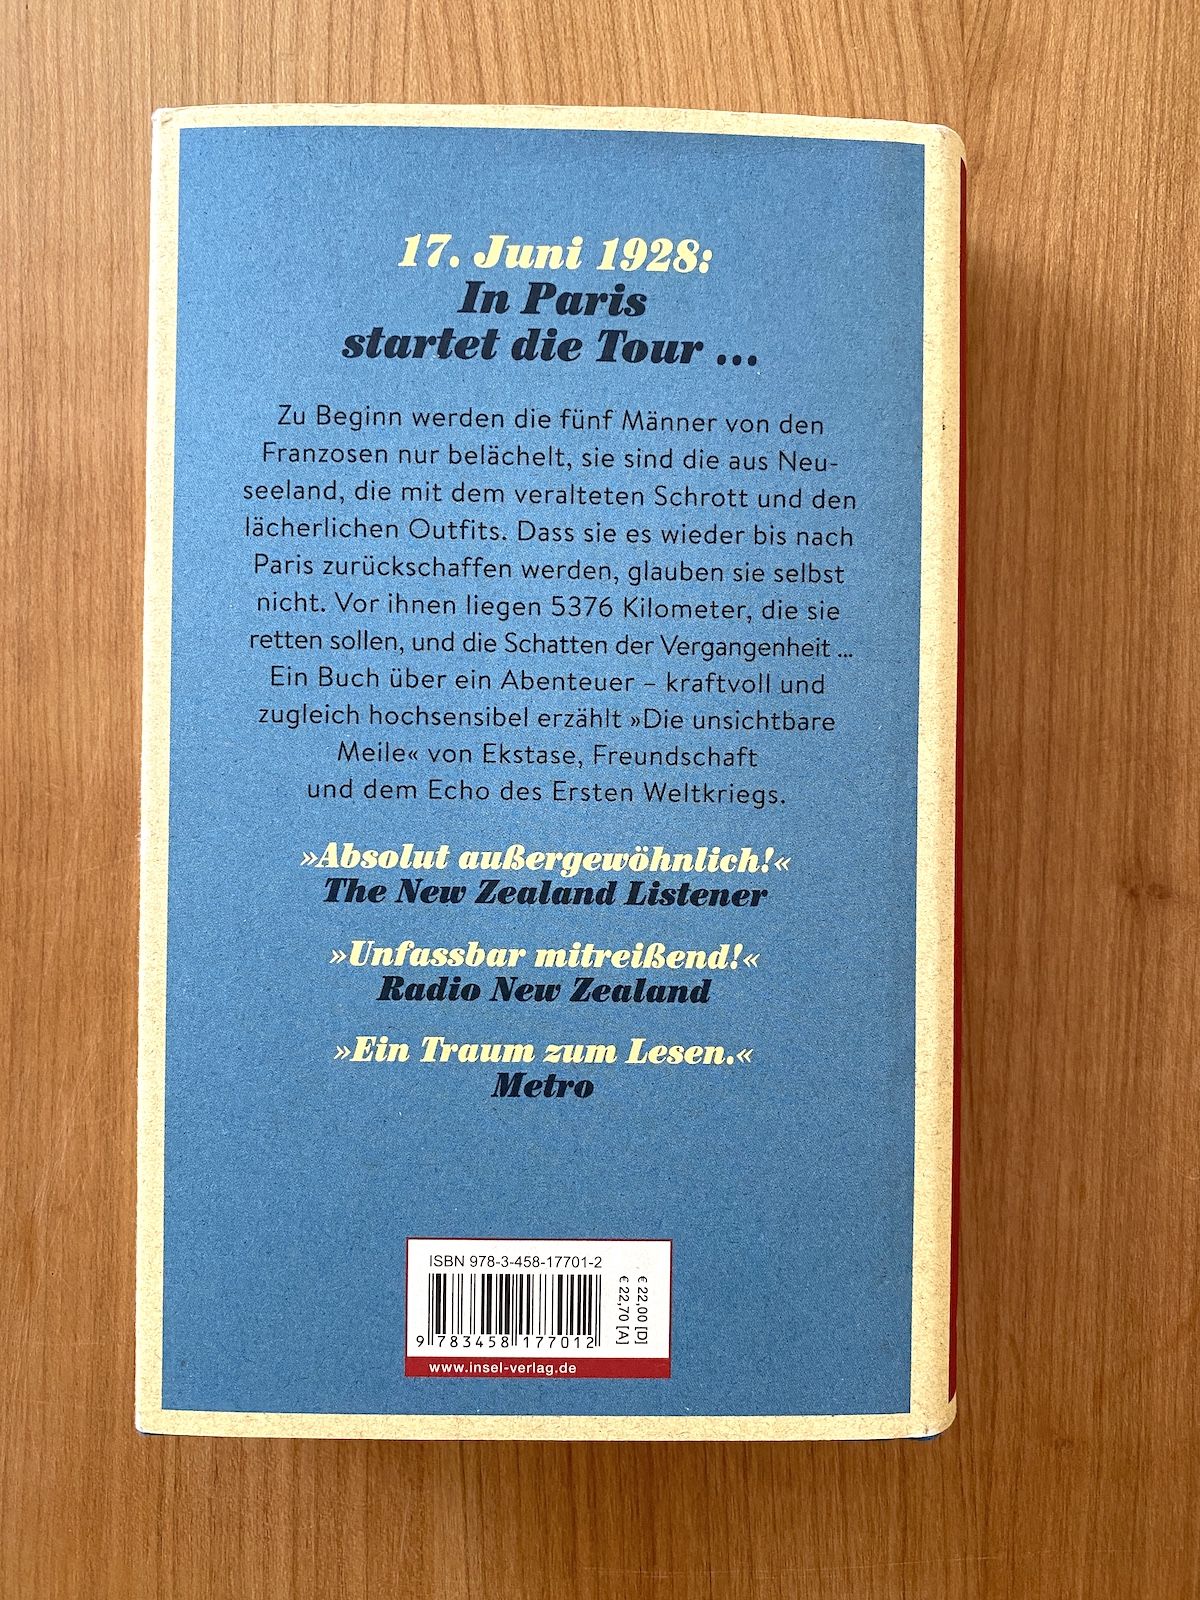 17. Juni 1928:
In Paris
startet die Tour ...
Zu Beginn werden die fünf Männer von den
Franzosen nur belächelt, sie sind die aus Neu-
seeland, die mit dem veralteten Schrott und den
lächerlichen Outfits. Dass sie es wieder bis nach
Paris zurückschaffen werden, glauben sie selbst
nicht. Vor ihnen liegen 5376 Kilometer, die sie
retten sollen, und die Schatten der Vergangenheit ...
Ein Buch über ein Abenteuer – kraftvoll und
zugleich hochsensibel erzählt »Die unsichtbare
Meile« von Ekstase, Freundschaft
und dem Echo des Ersten Weltkriegs.
»Absolut außergewöhnlich!«
The New Zealand Listener
»Unfassbar mitreißend!«
Radio New Zealand
»Ein Traum zum Lesen.«
Metro
ISBN 978-3-458-17701-2
€ 22,00 [D]
€ 22,70 [A]
9 783458 177012
www.insel-verlag.de